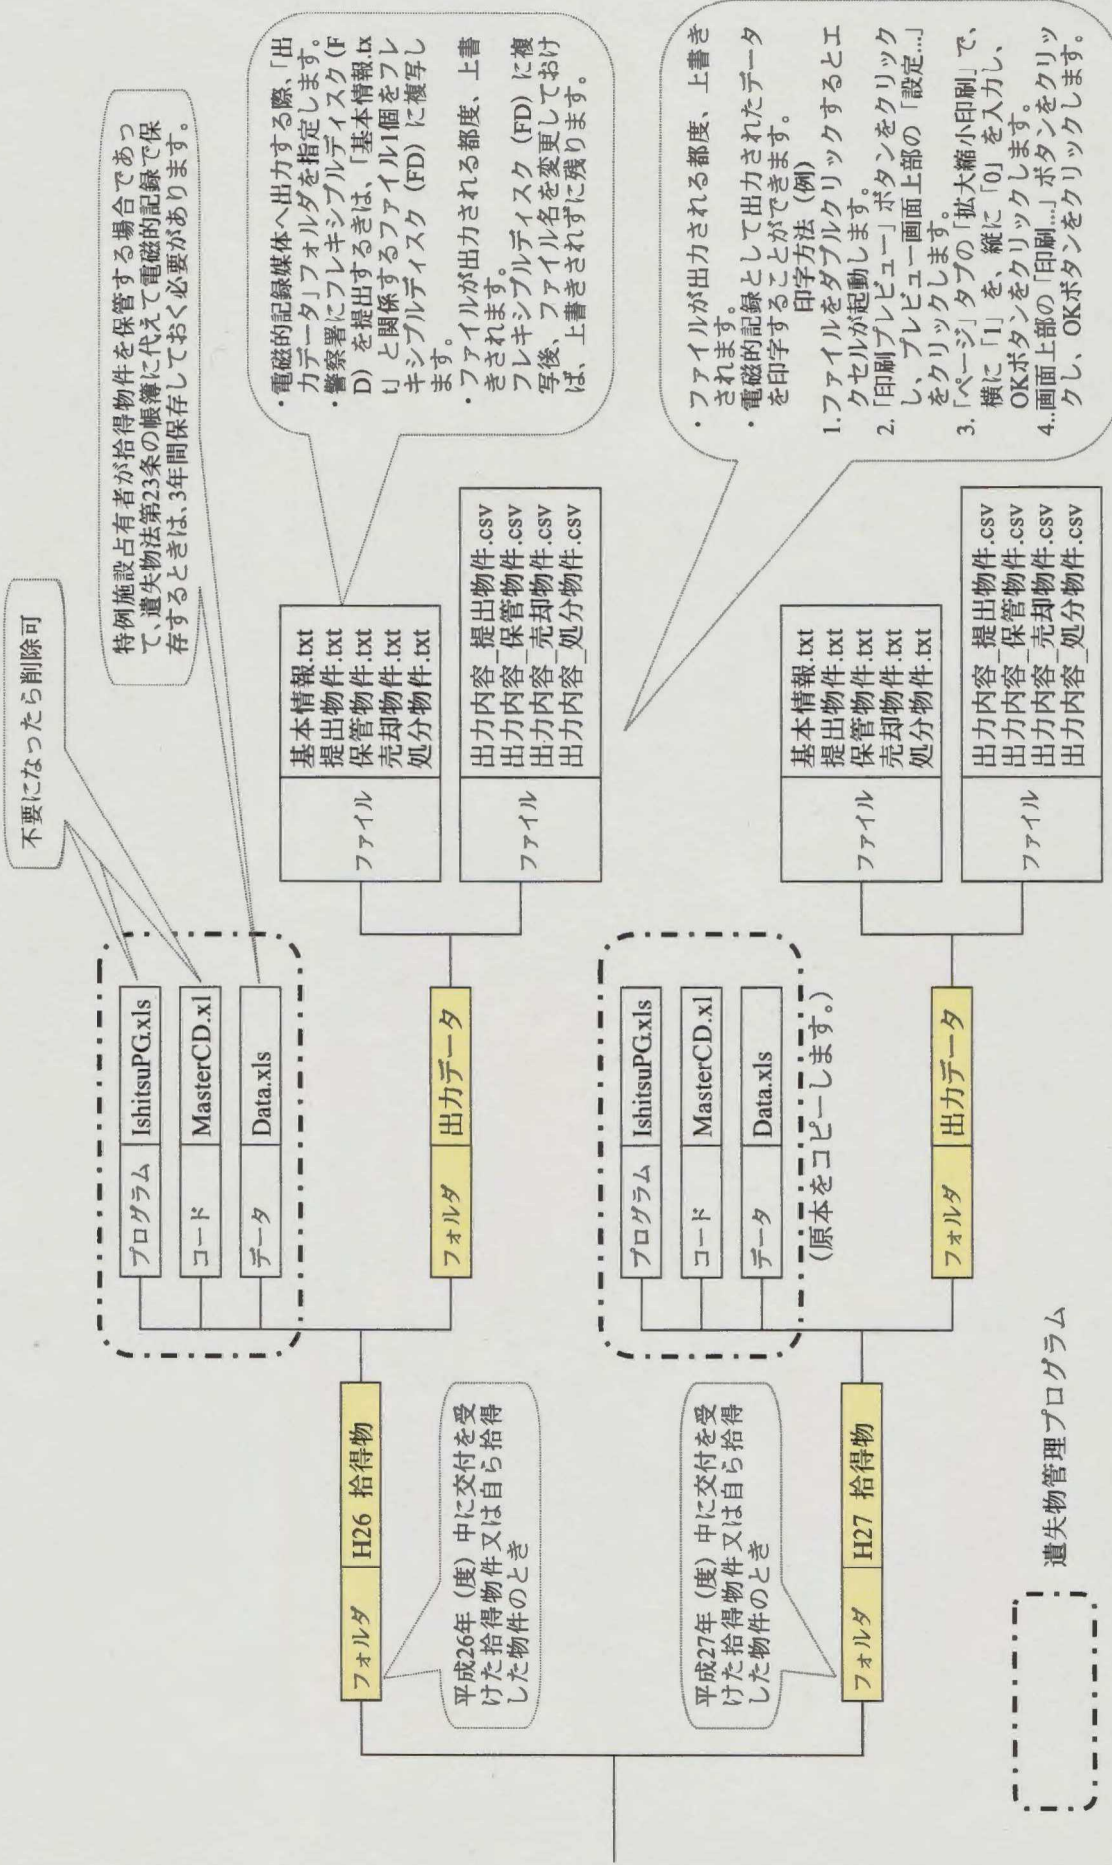 不要になったら削除可
特例施設占有者が拾得物件を保管する場合であっ
て、遺失物法第23条の帳簿に代えて電磁的記録で保
存するときは、3年間保存しておく必要があります。
フォルダ H26 拾得物
平成26年（度）中に交付を受
けた拾得物件又は自ら拾得
した物件のとき
プログラム IshitsuPG.xls
コード MasterCD.xl
データ Data.xls
フォルダ 出力データ
ファイル
基本情報.txt
提出物件.txt
保管物件.txt
売却物件.txt
処分物件.txt
ファイル
出力内容_提出物件.csv
出力内容_保管物件.csv
出力内容_売却物件.csv
出力内容_処分物件.csv
・電磁的記録媒体へ出力する際、「出
力データ」フォルダを指定します。
・警察署にフレキシブルディスク（F
D）を提出するときは、「基本情報.tx
t」と関係するファイル1個をフレ
キシブルディスク（FD）に複写し
ます。
・ファイルが出力される都度、上書
きされます。
フレキシブルディスク（FD）に複
写後、ファイル名を変更しておけ
ば、上書きされずに残ります。
フォルダ H27 拾得物
平成27年（度）中に交付を受
けた拾得物件又は自ら拾得
した物件のとき
プログラム IshitsuPG.xls
コード MasterCD.xl
データ Data.xls
（原本をコピーします。）
フォルダ 出力データ
ファイル
基本情報.txt
提出物件.txt
保管物件.txt
売却物件.txt
処分物件.txt
ファイル
出力内容_提出物件.csv
出力内容_保管物件.csv
出力内容_売却物件.csv
出力内容_処分物件.csv
・ファイルが出力される都度、上書き
されます。
・電磁的記録として出力されたデータ
を印字することができます。
印字方法（例）
1.ファイルをダブルクリックするとエ
クセルが起動します。
2.「印刷プレビュー」ボタンをクリック
し、プレビュー画面上部の「設定...」
をクリックします。
3.「ページ」タブの「拡大縮小印刷」で、
横に「1」を、縦に「0」を入力し、
OKボタンをクリックします。
4..画面上部の「印刷...」ボタンをクリッ
クし、OKボタンをクリックします。
遺失物管理プログラム